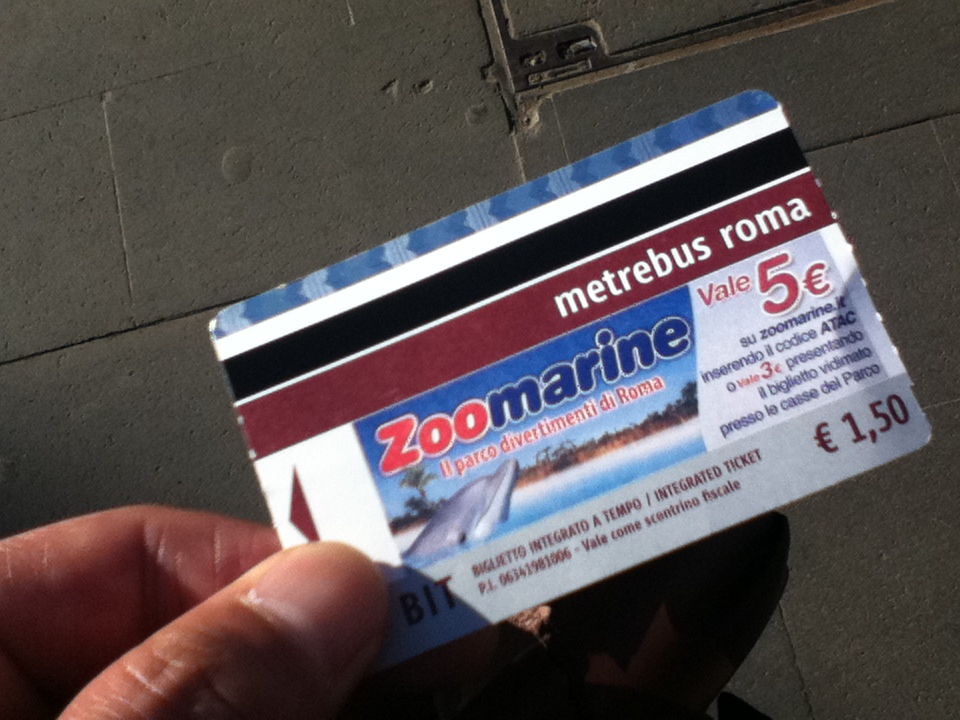 metrebus roma
Zoomarine
Il parco divertimenti di Roma
Vale 5€
su zoomarine.it
inserendo il codice ATAC
o vale 3€ presentando
il biglietto vidimato
presso le casse del Parco
€ 1,50
BIT
BIGLIETTO INTEGRATO A TEMPO / INTEGRATED TICKET
P.I. 06341981006 - Vale come scontrino fiscale